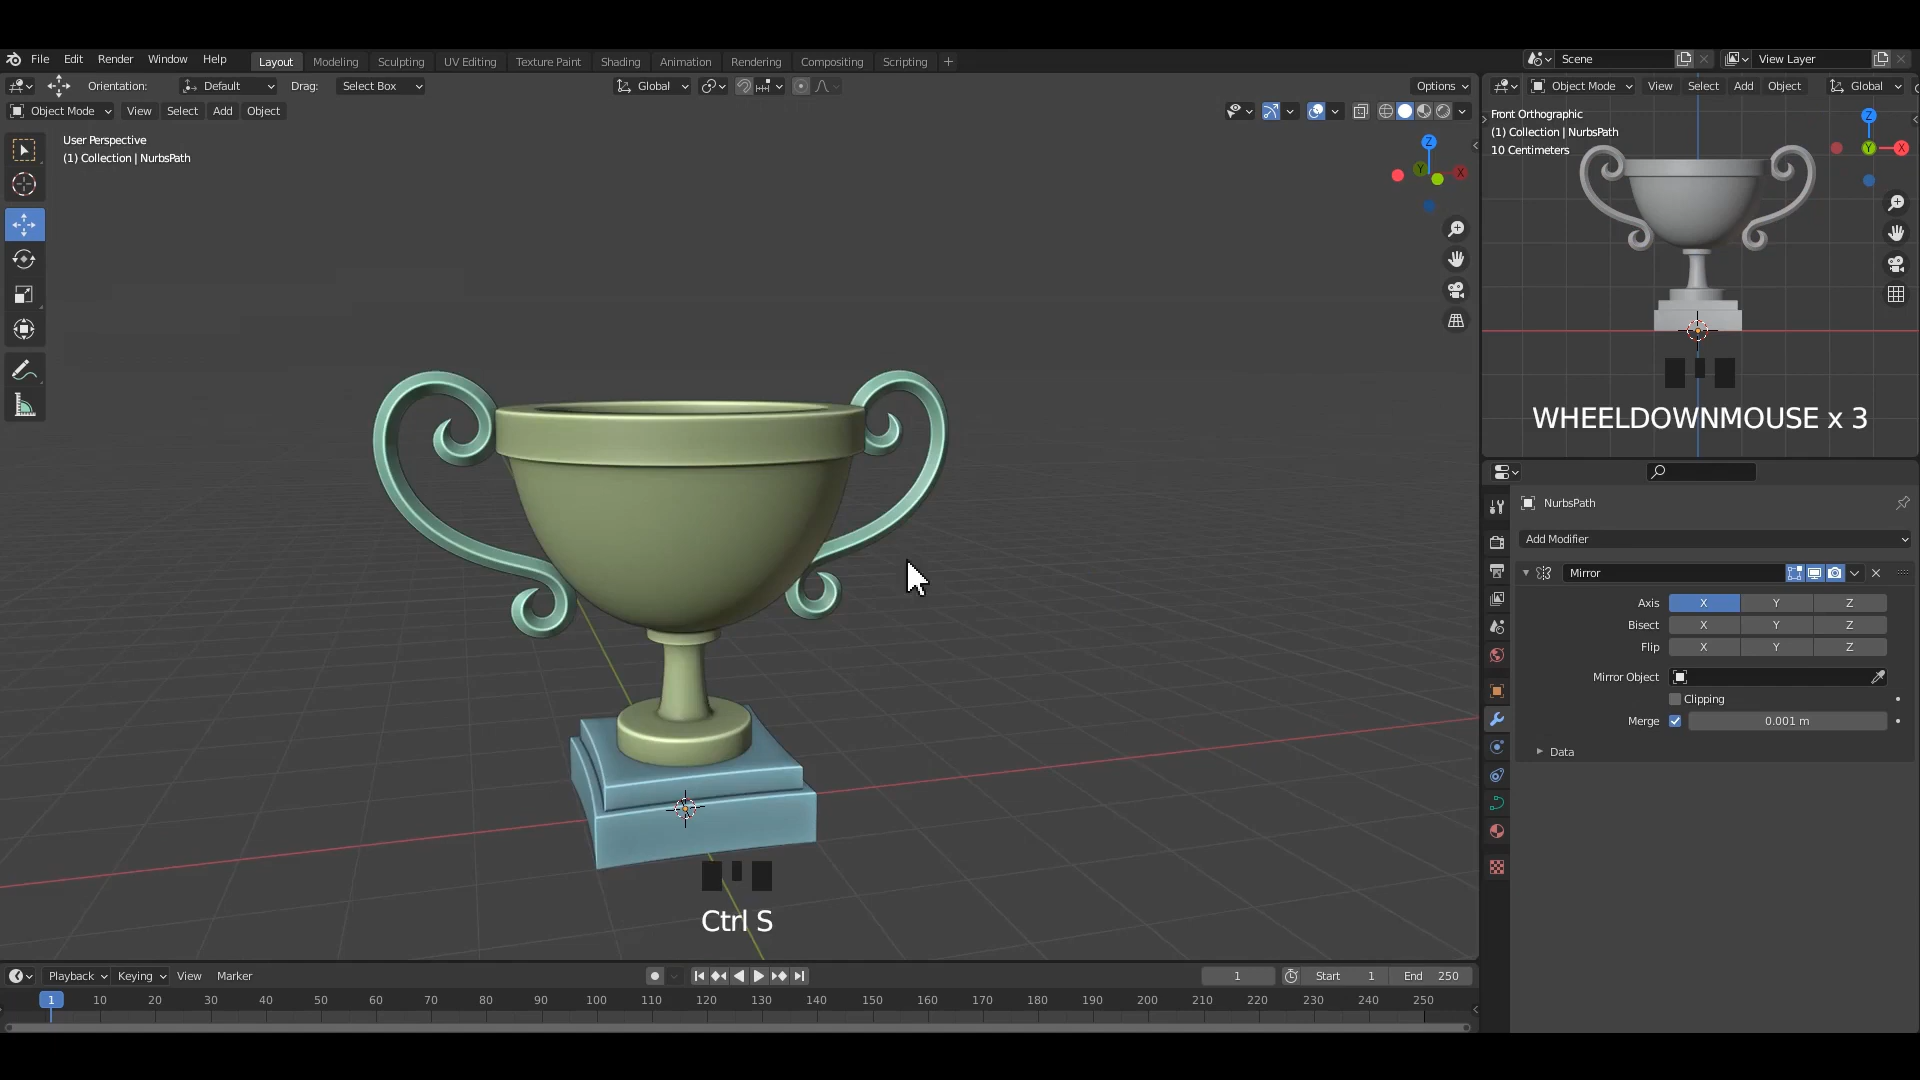 File Edit Render Window Help Layout Modeling Sculpting UV Editing Texture Paint Shading Animation Rendering Compositing Scripting + Scene View Layer
Orientation: Default Drag: Select Box Global Options
Object Mode View Select Add Object
User Perspective
(1) Collection | NurbsPath
Z
Y
X
Object Mode View Select Add Object Global
Front Orthographic
(1) Collection | NurbsPath
10 Centimeters
Z
Y
X
WHEELDOWNMOUSE x 3
Ctrl S
NurbsPath
Add Modifier
Mirror
Axis X Y Z
Bisect X Y Z
Flip X Y Z
Mirror Object
Clipping
Merge 0.001 m
Data
Playback Keying View Marker 1 Start 1 End 250
1 10 20 30 40 50 60 70 80 90 100 110 120 130 140 150 160 170 180 190 200 210 220 230 240 250